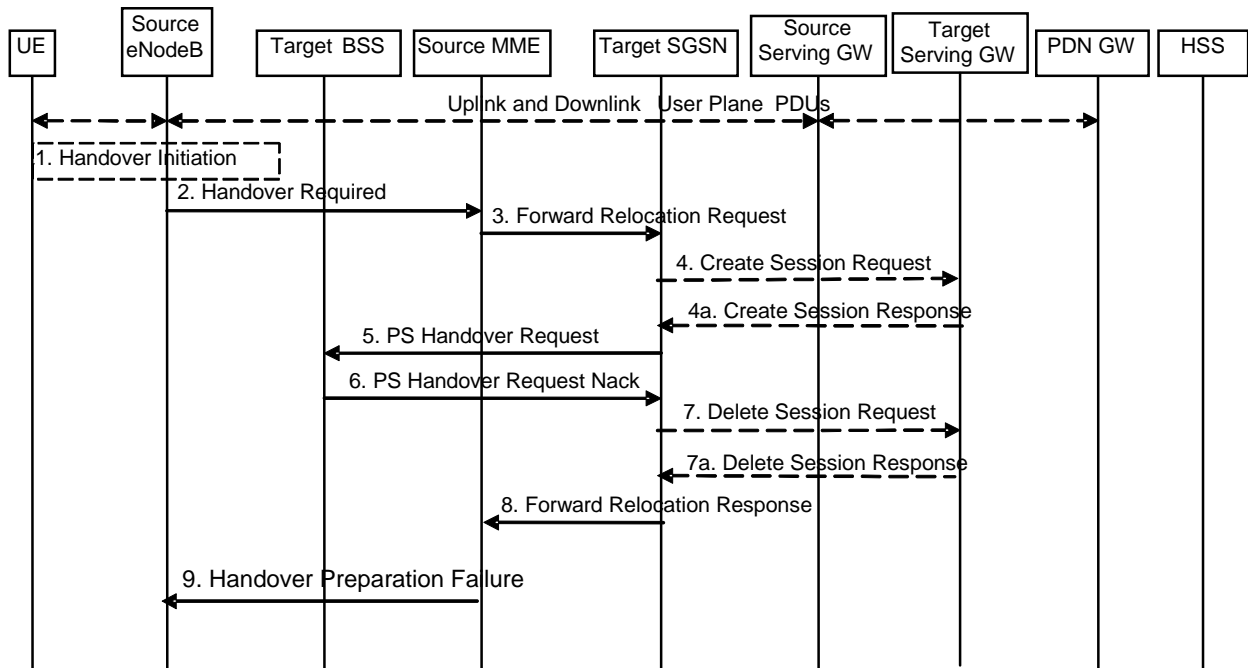 UE
Source
eNodeB
Target BSS
Source MME
Target SGSN
Source
Serving GW
Target
Serving GW
PDN GW
HSS
Uplink and Downlink User Plane PDUs
1. Handover Initiation
2. Handover Required
3. Forward Relocation Request
4. Create Session Request
4a. Create Session Response
5. PS Handover Request
6. PS Handover Request Nack
7. Delete Session Request
7a. Delete Session Response
8. Forward Relocation Response
9. Handover Preparation Failure